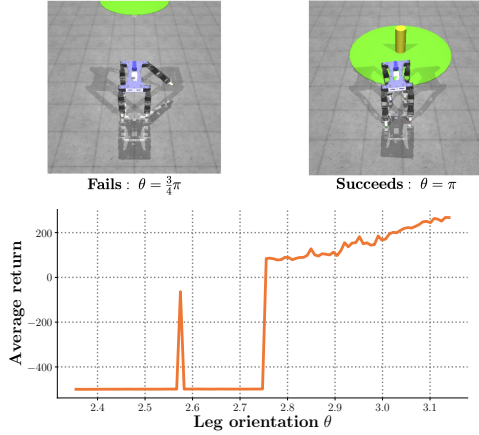 Fails : θ = 3/4 π
Succeeds : θ = π
Average return
200
0
−200
−400
2.4 2.5 2.6 2.7 2.8 2.9 3.0 3.1
Leg orientation θ